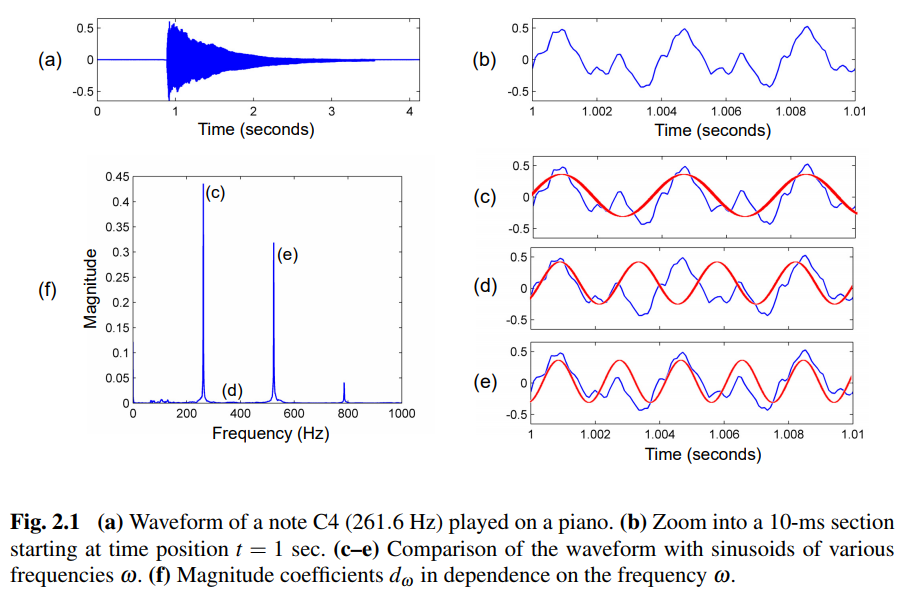 (a)
0.5
0
-0.5
0 1 2 3 4
Time (seconds)
(b)
0.5
0
-0.5
1 1.002 1.004 1.006 1.008 1.01
Time (seconds)
(f)
Magnitude
0.45
0.4
0.35
0.3
0.25
0.2
0.15
0.1
0.05
0
(c)
(e)
(d)
0 200 400 600 800 1000
Frequency (Hz)
(c)
0.5
0
-0.5
(d)
0.5
0
-0.5
(e)
0.5
0
-0.5
1 1.002 1.004 1.006 1.008 1.01
Time (seconds)
Fig. 2.1 (a) Waveform of a note C4 (261.6 Hz) played on a piano. (b) Zoom into a 10-ms section
starting at time position t = 1 sec. (c–e) Comparison of the waveform with sinusoids of various
frequencies ω. (f) Magnitude coefficients dω in dependence on the frequency ω.